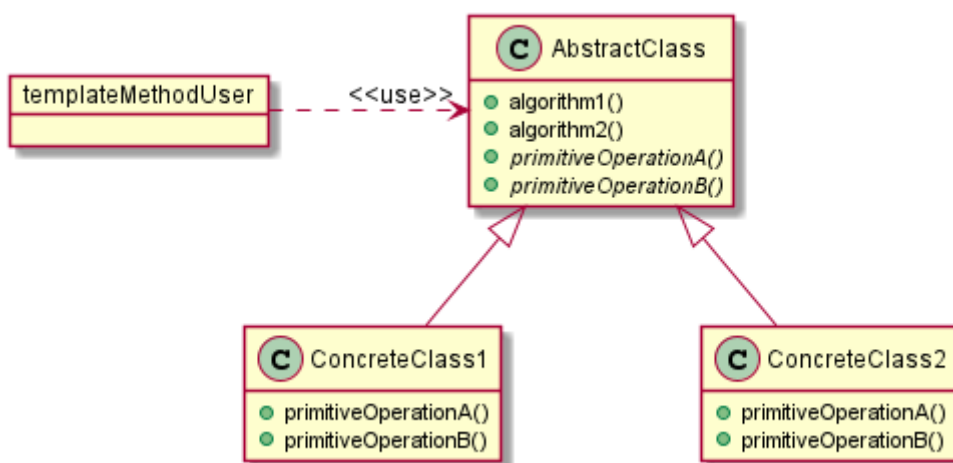 templateMethodUser
<<use>>
C AbstractClass
algorithm1()
algorithm2()
primitiveOperationA()
primitiveOperationB()
C ConcreteClass1
primitiveOperationA()
primitiveOperationB()
C ConcreteClass2
primitiveOperationA()
primitiveOperationB()